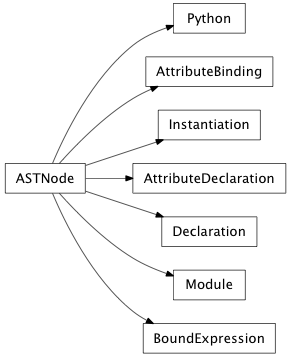 Python
AttributeBinding
Instantiation
ASTNode
AttributeDeclaration
Declaration
Module
BoundExpression